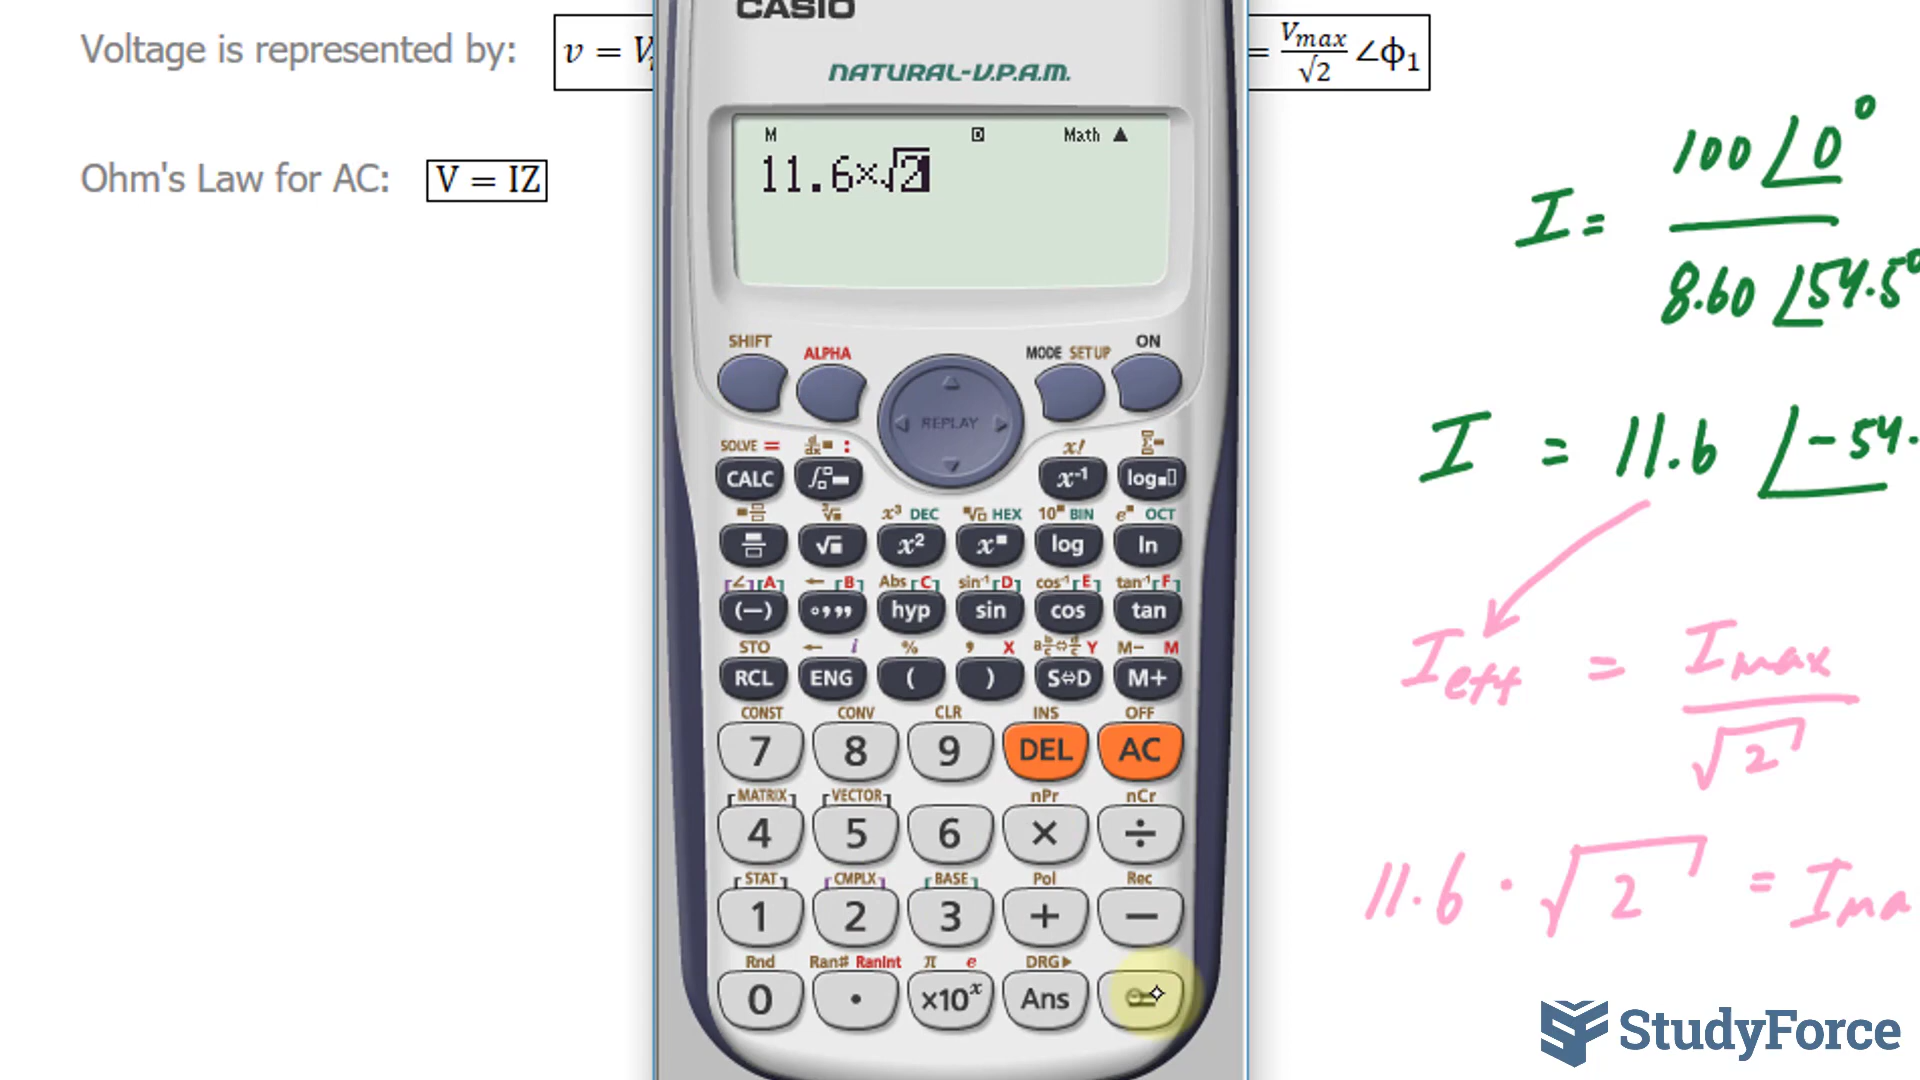 CASIO
Voltage is represented by: v = V = Vmax/√2 ∠ϕ1
NATURAL-V.P.A.M.
M D Math ▲
11.6×√2
Ohm's Law for AC: V = IZ
I = 100 ∠0° / 8.60 ∠54.5°
SHIFT ALPHA MODE SETUP ON
REPLAY
I = 11.6 ∠-54.
SOLVE = : x!
CALC x⁻¹ log
x³ DEC HEX 10 BIN e OCT
√ x² x log ln
∠ A ← B Abs C sin⁻¹ D cos⁻¹ E tan⁻¹ F
(−) °,,, hyp sin cos tan
STO ← i % , X Y M− M
RCL ENG ( ) S⇔D M+
Ieff = Imax/√2
CONST CONV CLR INS OFF
7 8 9 DEL AC
MATRIX VECTOR nPr nCr
4 5 6 × ÷
11.6 · √2 = Ima
STAT CMPLX BASE Pol Rec
1 2 3 + −
Rnd Ran# RanInt π e DRG▶
0 . ×10ˣ Ans =
StudyForce